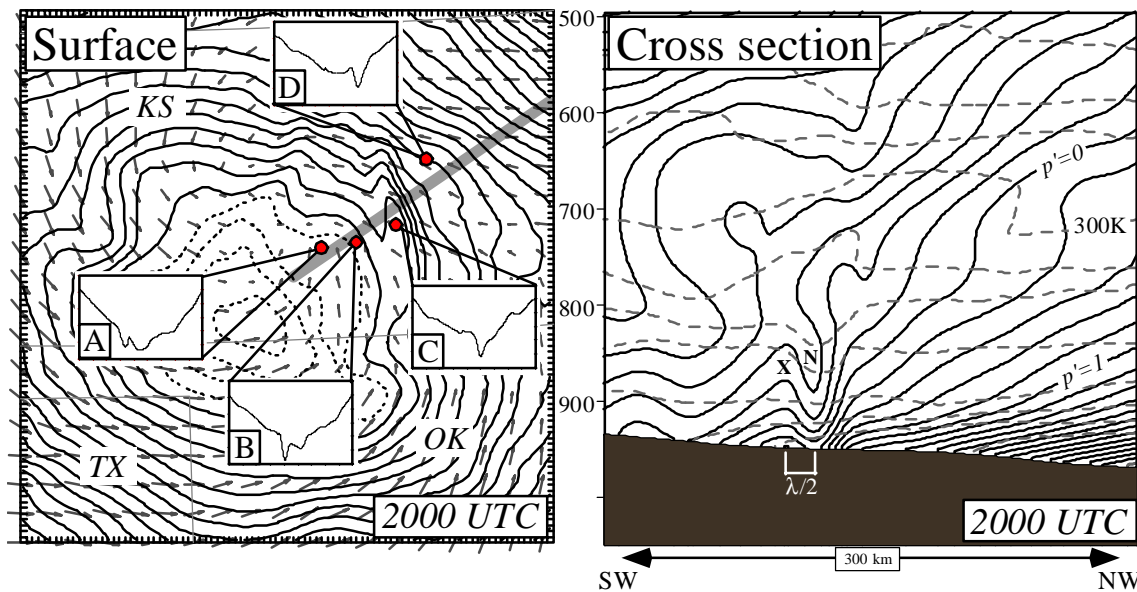 Surface
KS
D
A
C
B
TX
OK
2000 UTC
Cross section
500
600
700
800
900
p'=0
300K
p'=1
X
N
λ/2
2000 UTC
300 km
SW
NW